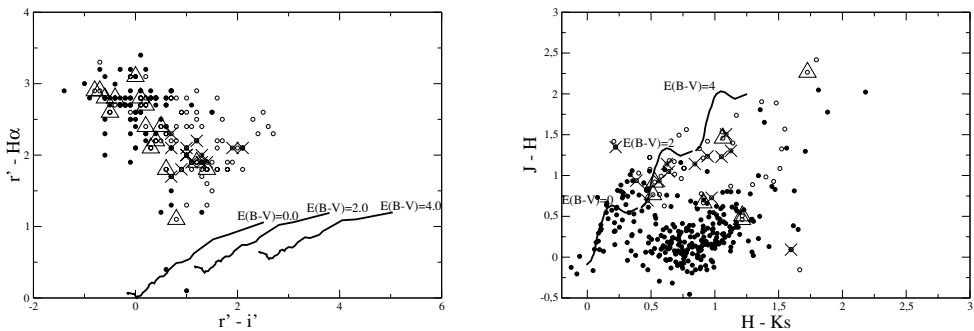 4
3
2
1
0
r' - Hα
E(B-V)=0.0
E(B-V)=2.0
E(B-V)=4.0
-2
0
2
4
6
r' - i'
3
2,5
2
1,5
1
0,5
0
-0,5
J - H
E(B-V)=4
E(B-V)=2
E(B-V)=0
0
0,5
1
1,5
2
2,5
3
H - Ks